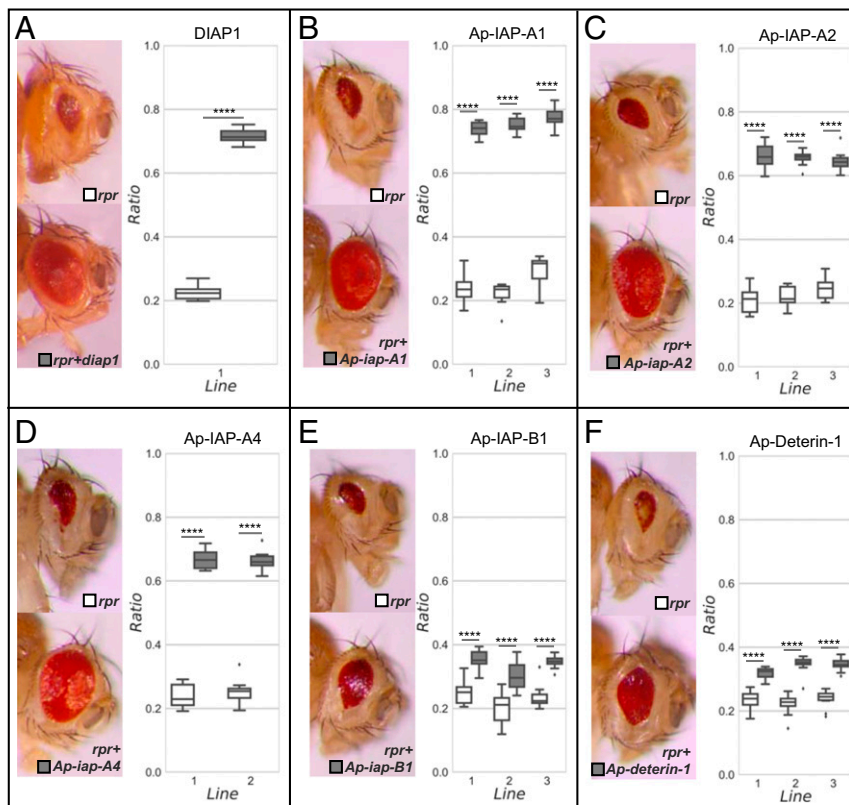 A
DIAP1
1.0
0.8
0.6
0.4
0.2
0.0
Ratio
****
rpr
rpr+diap1
1
Line
B
Ap-IAP-A1
1.0
0.8
0.6
0.4
0.2
0.0
Ratio
**** **** ****
rpr
rpr+
Ap-iap-A1
1 2 3
Line
C
Ap-IAP-A2
1.0
0.8
0.6
0.4
0.2
0.0
Ratio
**** **** ****
rpr
rpr+
Ap-iap-A2
1 2 3
Line
D
Ap-IAP-A4
1.0
0.8
0.6
0.4
0.2
0.0
Ratio
**** ****
rpr
rpr+
Ap-iap-A4
1 2
Line
E
Ap-IAP-B1
1.0
0.8
0.6
0.4
0.2
0.0
Ratio
**** **** ****
rpr
rpr+
Ap-iap-B1
1 2 3
Line
F
Ap-Deterin-1
1.0
0.8
0.6
0.4
0.2
0.0
Ratio
**** **** ****
rpr
rpr+
Ap-deterin-1
1 2 3
Line